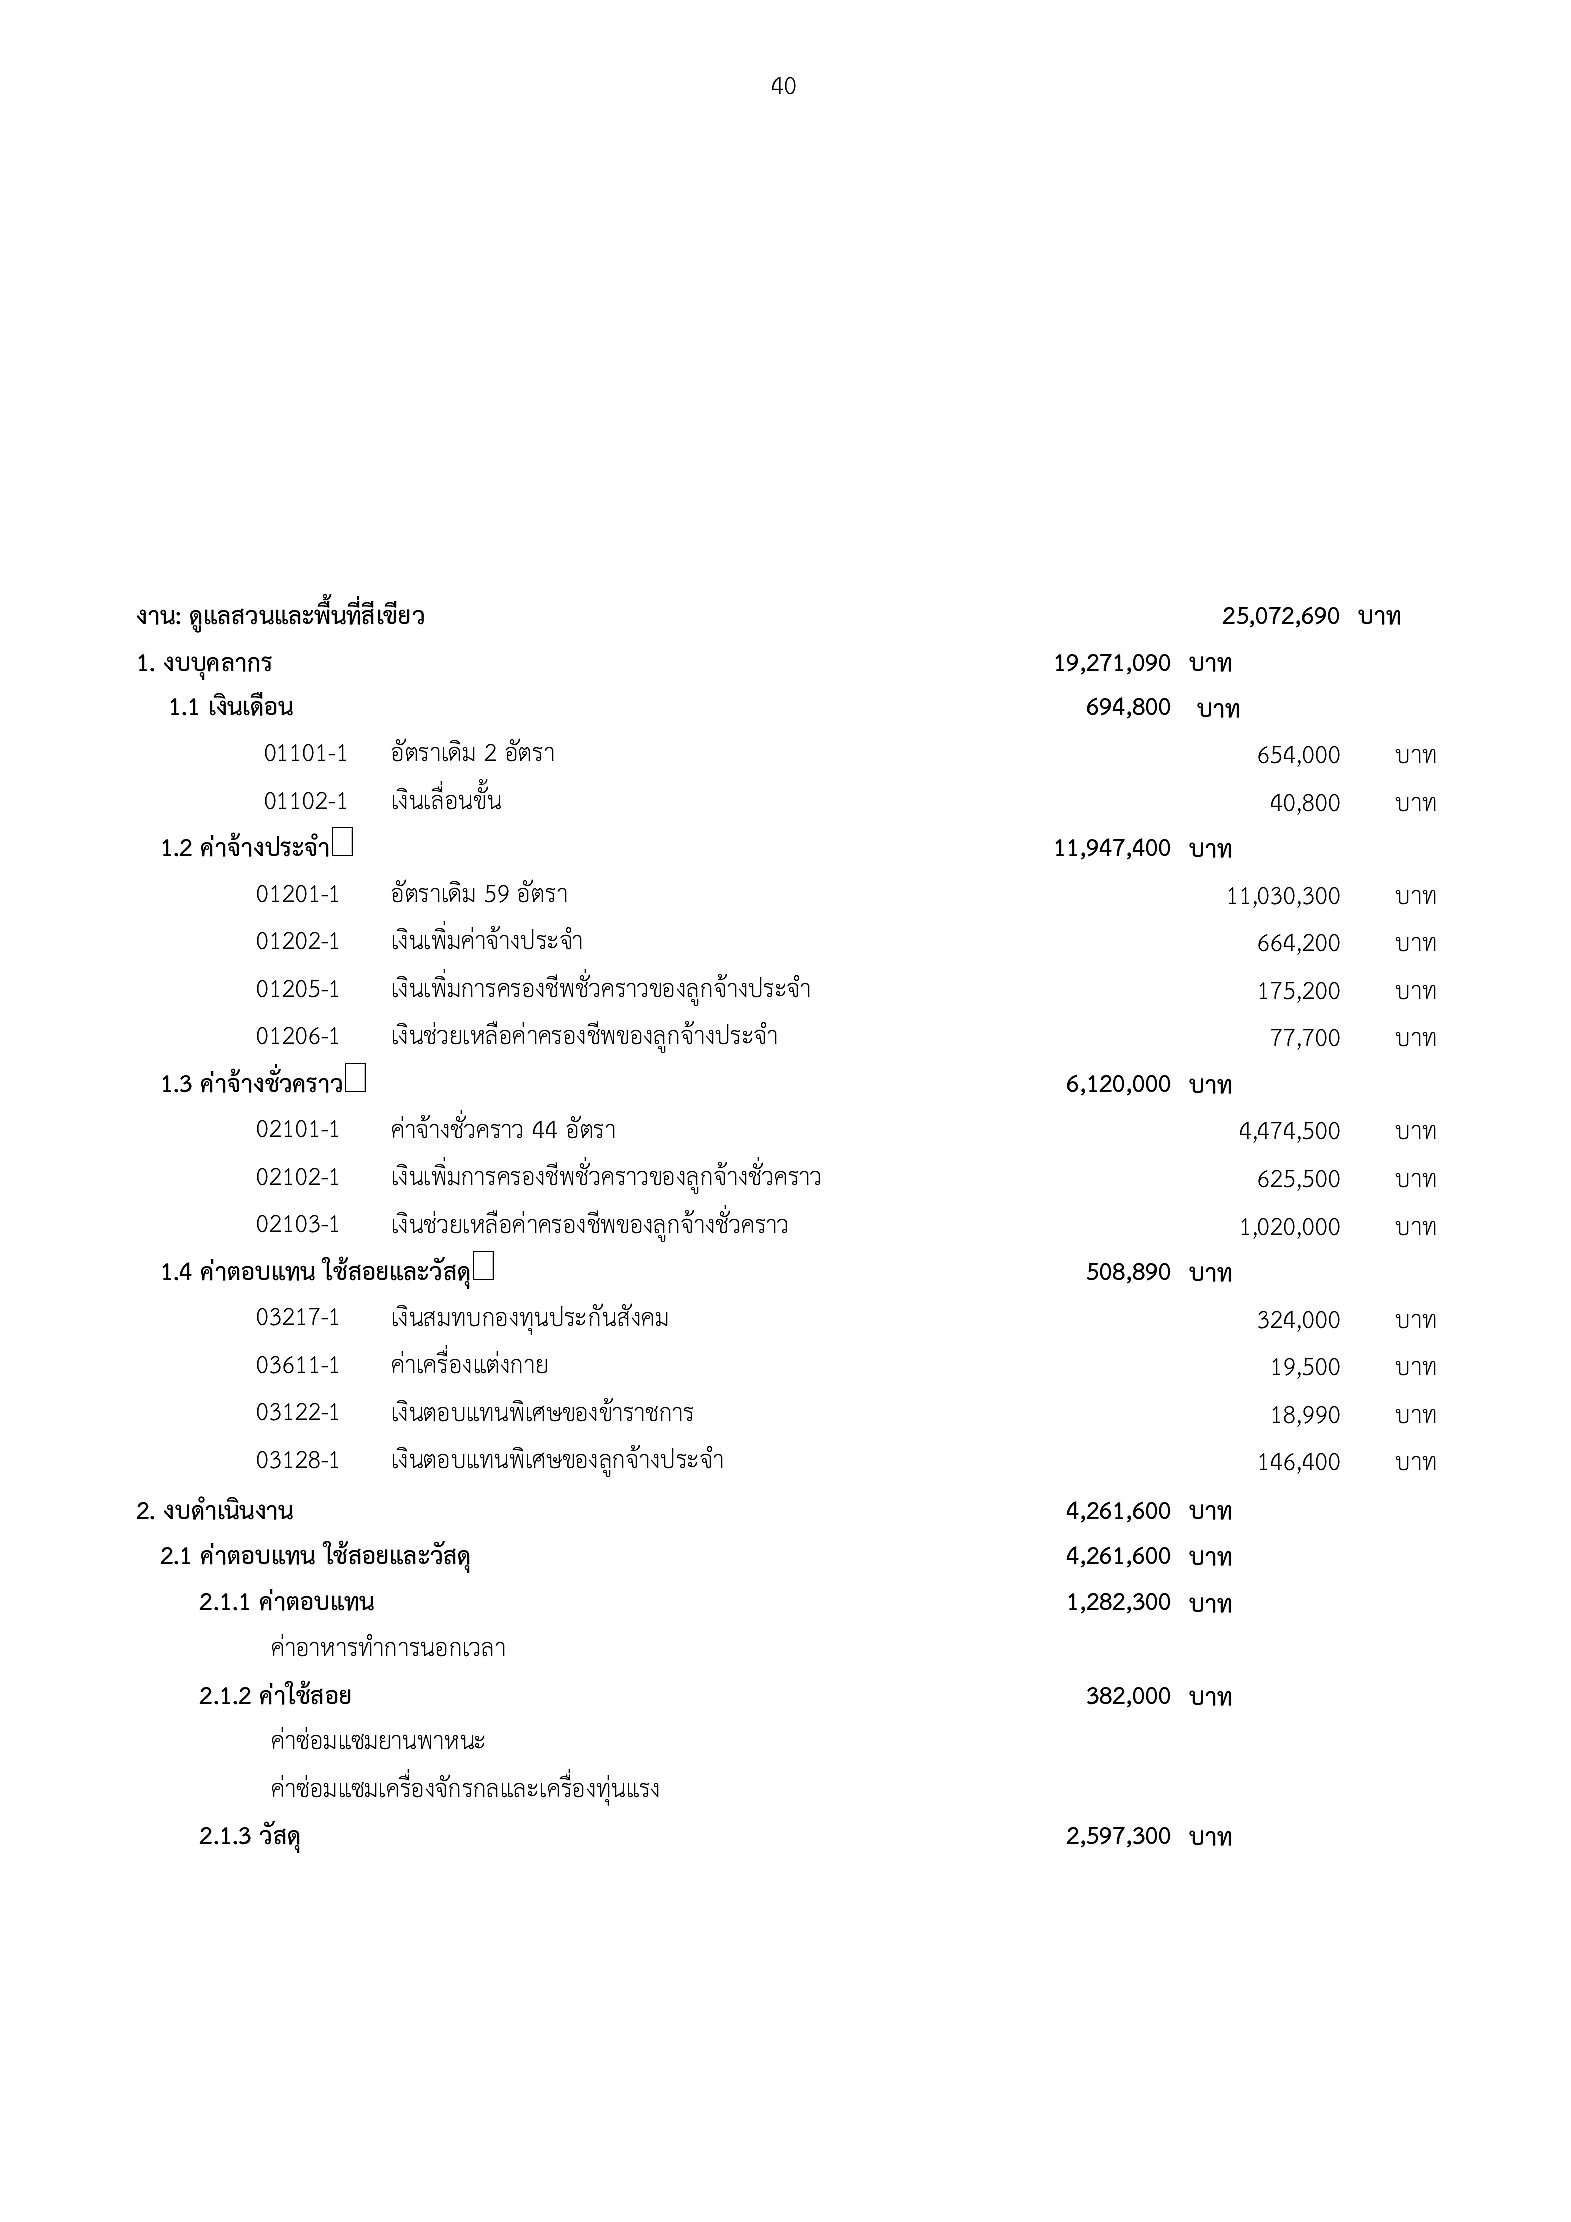 40
งาน: ดูแลสวนและพื้นที่สีเขียว 25,072,690 บาท
1. งบบุคลากร 19,271,090 บาท
1.1 เงินเดือน 694,800 บาท
01101-1 อัตราเดิม 2 อัตรา 654,000 บาท
01102-1 เงินเลื่อนขั้น 40,800 บาท
1.2 ค่าจ้างประจำ 11,947,400 บาท
01201-1 อัตราเดิม 59 อัตรา 11,030,300 บาท
01202-1 เงินเพิ่มค่าจ้างประจำ 664,200 บาท
01205-1 เงินเพิ่มการครองชีพชั่วคราวของลูกจ้างประจำ 175,200 บาท
01206-1 เงินช่วยเหลือค่าครองชีพของลูกจ้างประจำ 77,700 บาท
1.3 ค่าจ้างชั่วคราว 6,120,000 บาท
02101-1 ค่าจ้างชั่วคราว 44 อัตรา 4,474,500 บาท
02102-1 เงินเพิ่มการครองชีพชั่วคราวของลูกจ้างชั่วคราว 625,500 บาท
02103-1 เงินช่วยเหลือค่าครองชีพของลูกจ้างชั่วคราว 1,020,000 บาท
1.4 ค่าตอบแทน ใช้สอยและวัสดุ 508,890 บาท
03217-1 เงินสมทบกองทุนประกันสังคม 324,000 บาท
03611-1 ค่าเครื่องแต่งกาย 19,500 บาท
03122-1 เงินตอบแทนพิเศษของข้าราชการ 18,990 บาท
03128-1 เงินตอบแทนพิเศษของลูกจ้างประจำ 146,400 บาท
2. งบดำเนินงาน 4,261,600 บาท
2.1 ค่าตอบแทน ใช้สอยและวัสดุ 4,261,600 บาท
2.1.1 ค่าตอบแทน 1,282,300 บาท
ค่าอาหารทำการนอกเวลา
2.1.2 ค่าใช้สอย 382,000 บาท
ค่าซ่อมแซมยานพาหนะ
ค่าซ่อมแซมเครื่องจักรกลและเครื่องทุ่นแรง
2.1.3 วัสดุ 2,597,300 บาท